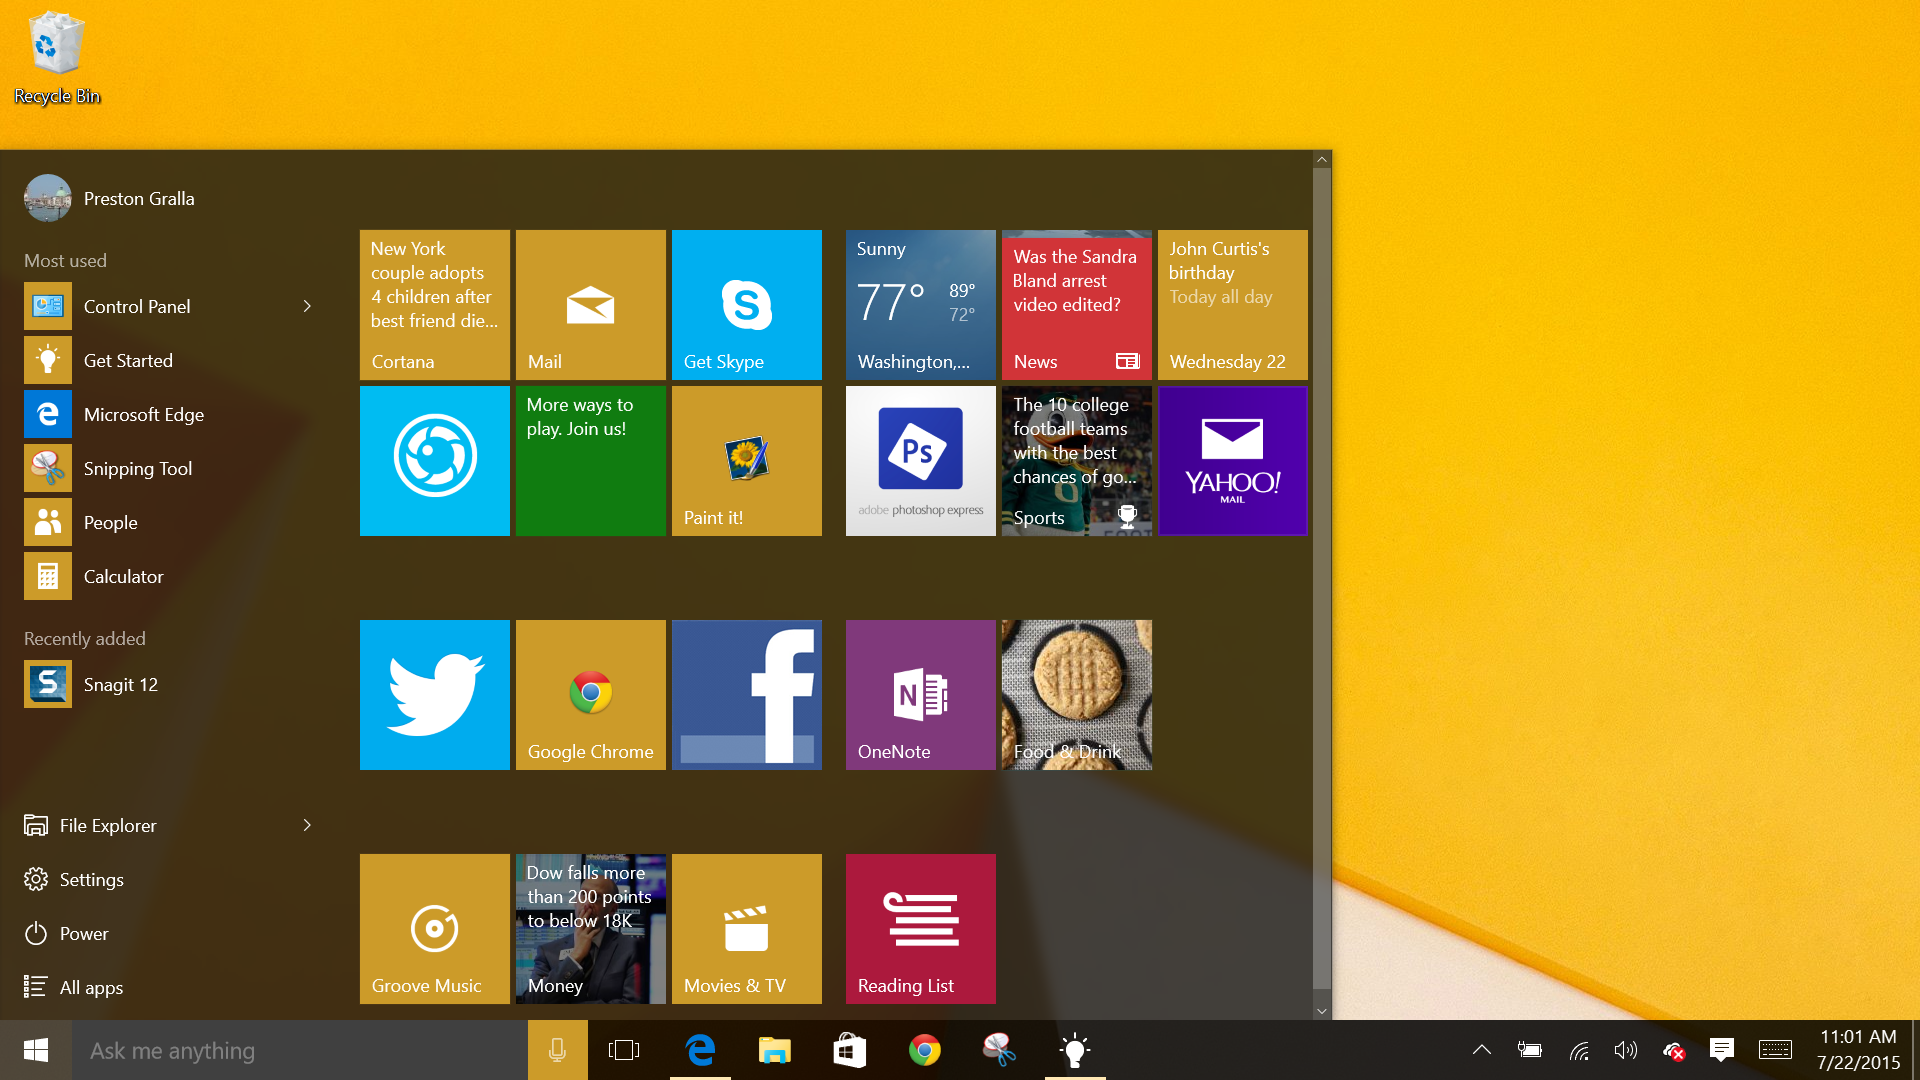 Recycle Bin
Preston Gralla
Most used
Control Panel
Get Started
Microsoft Edge
Snipping Tool
People
Calculator
Recently added
Snagit 12
File Explorer
Settings
Power
All apps
New York
couple adopts
4 children after
best friend die...
Cortana
Mail
Get Skype
Sunny
77°
89°
72°
Washington,...
Was the Sandra
Bland arrest
video edited?
News
John Curtis's
birthday
Today all day
Wednesday 22
More ways to
play. Join us!
Paint it!
Ps
adobe photoshop express
The 10 college
football teams
with the best
chances of go...
Sports
YAHOO!
MAIL
Google Chrome
OneNote
Food & Drink
Groove Music
Dow falls more
than 200 points
to below 18K
Money
Movies & TV
Reading List
Ask me anything
11:01 AM
7/22/2015